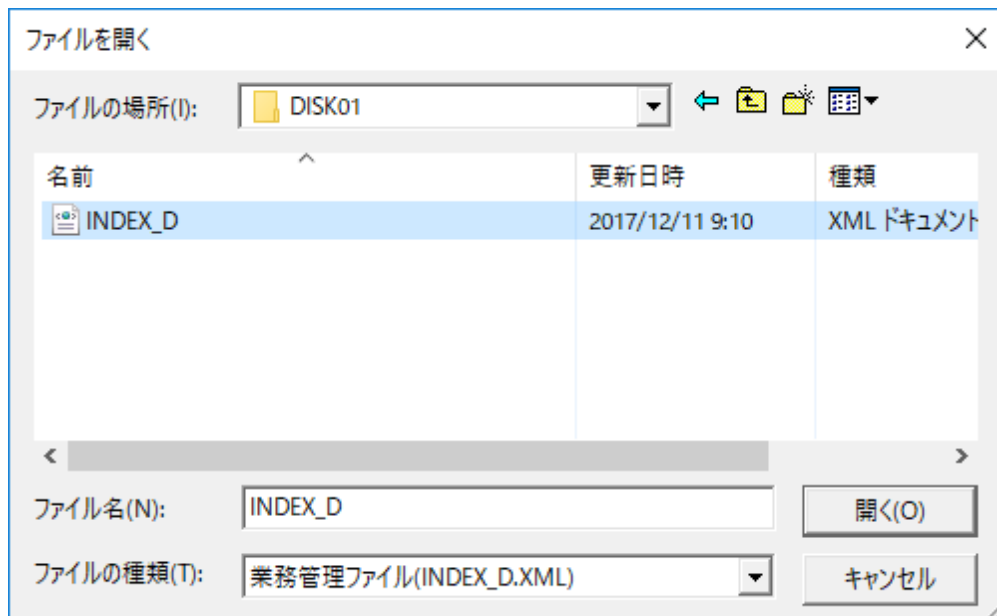 ファイルを開く
ファイルの場所(I): DISK01
名前 更新日時 種類
INDEX_D 2017/12/11 9:10 XML ドキュメント
ファイル名(N): INDEX_D 開く(O)
ファイルの種類(T): 業務管理ファイル(INDEX_D.XML) キャンセル